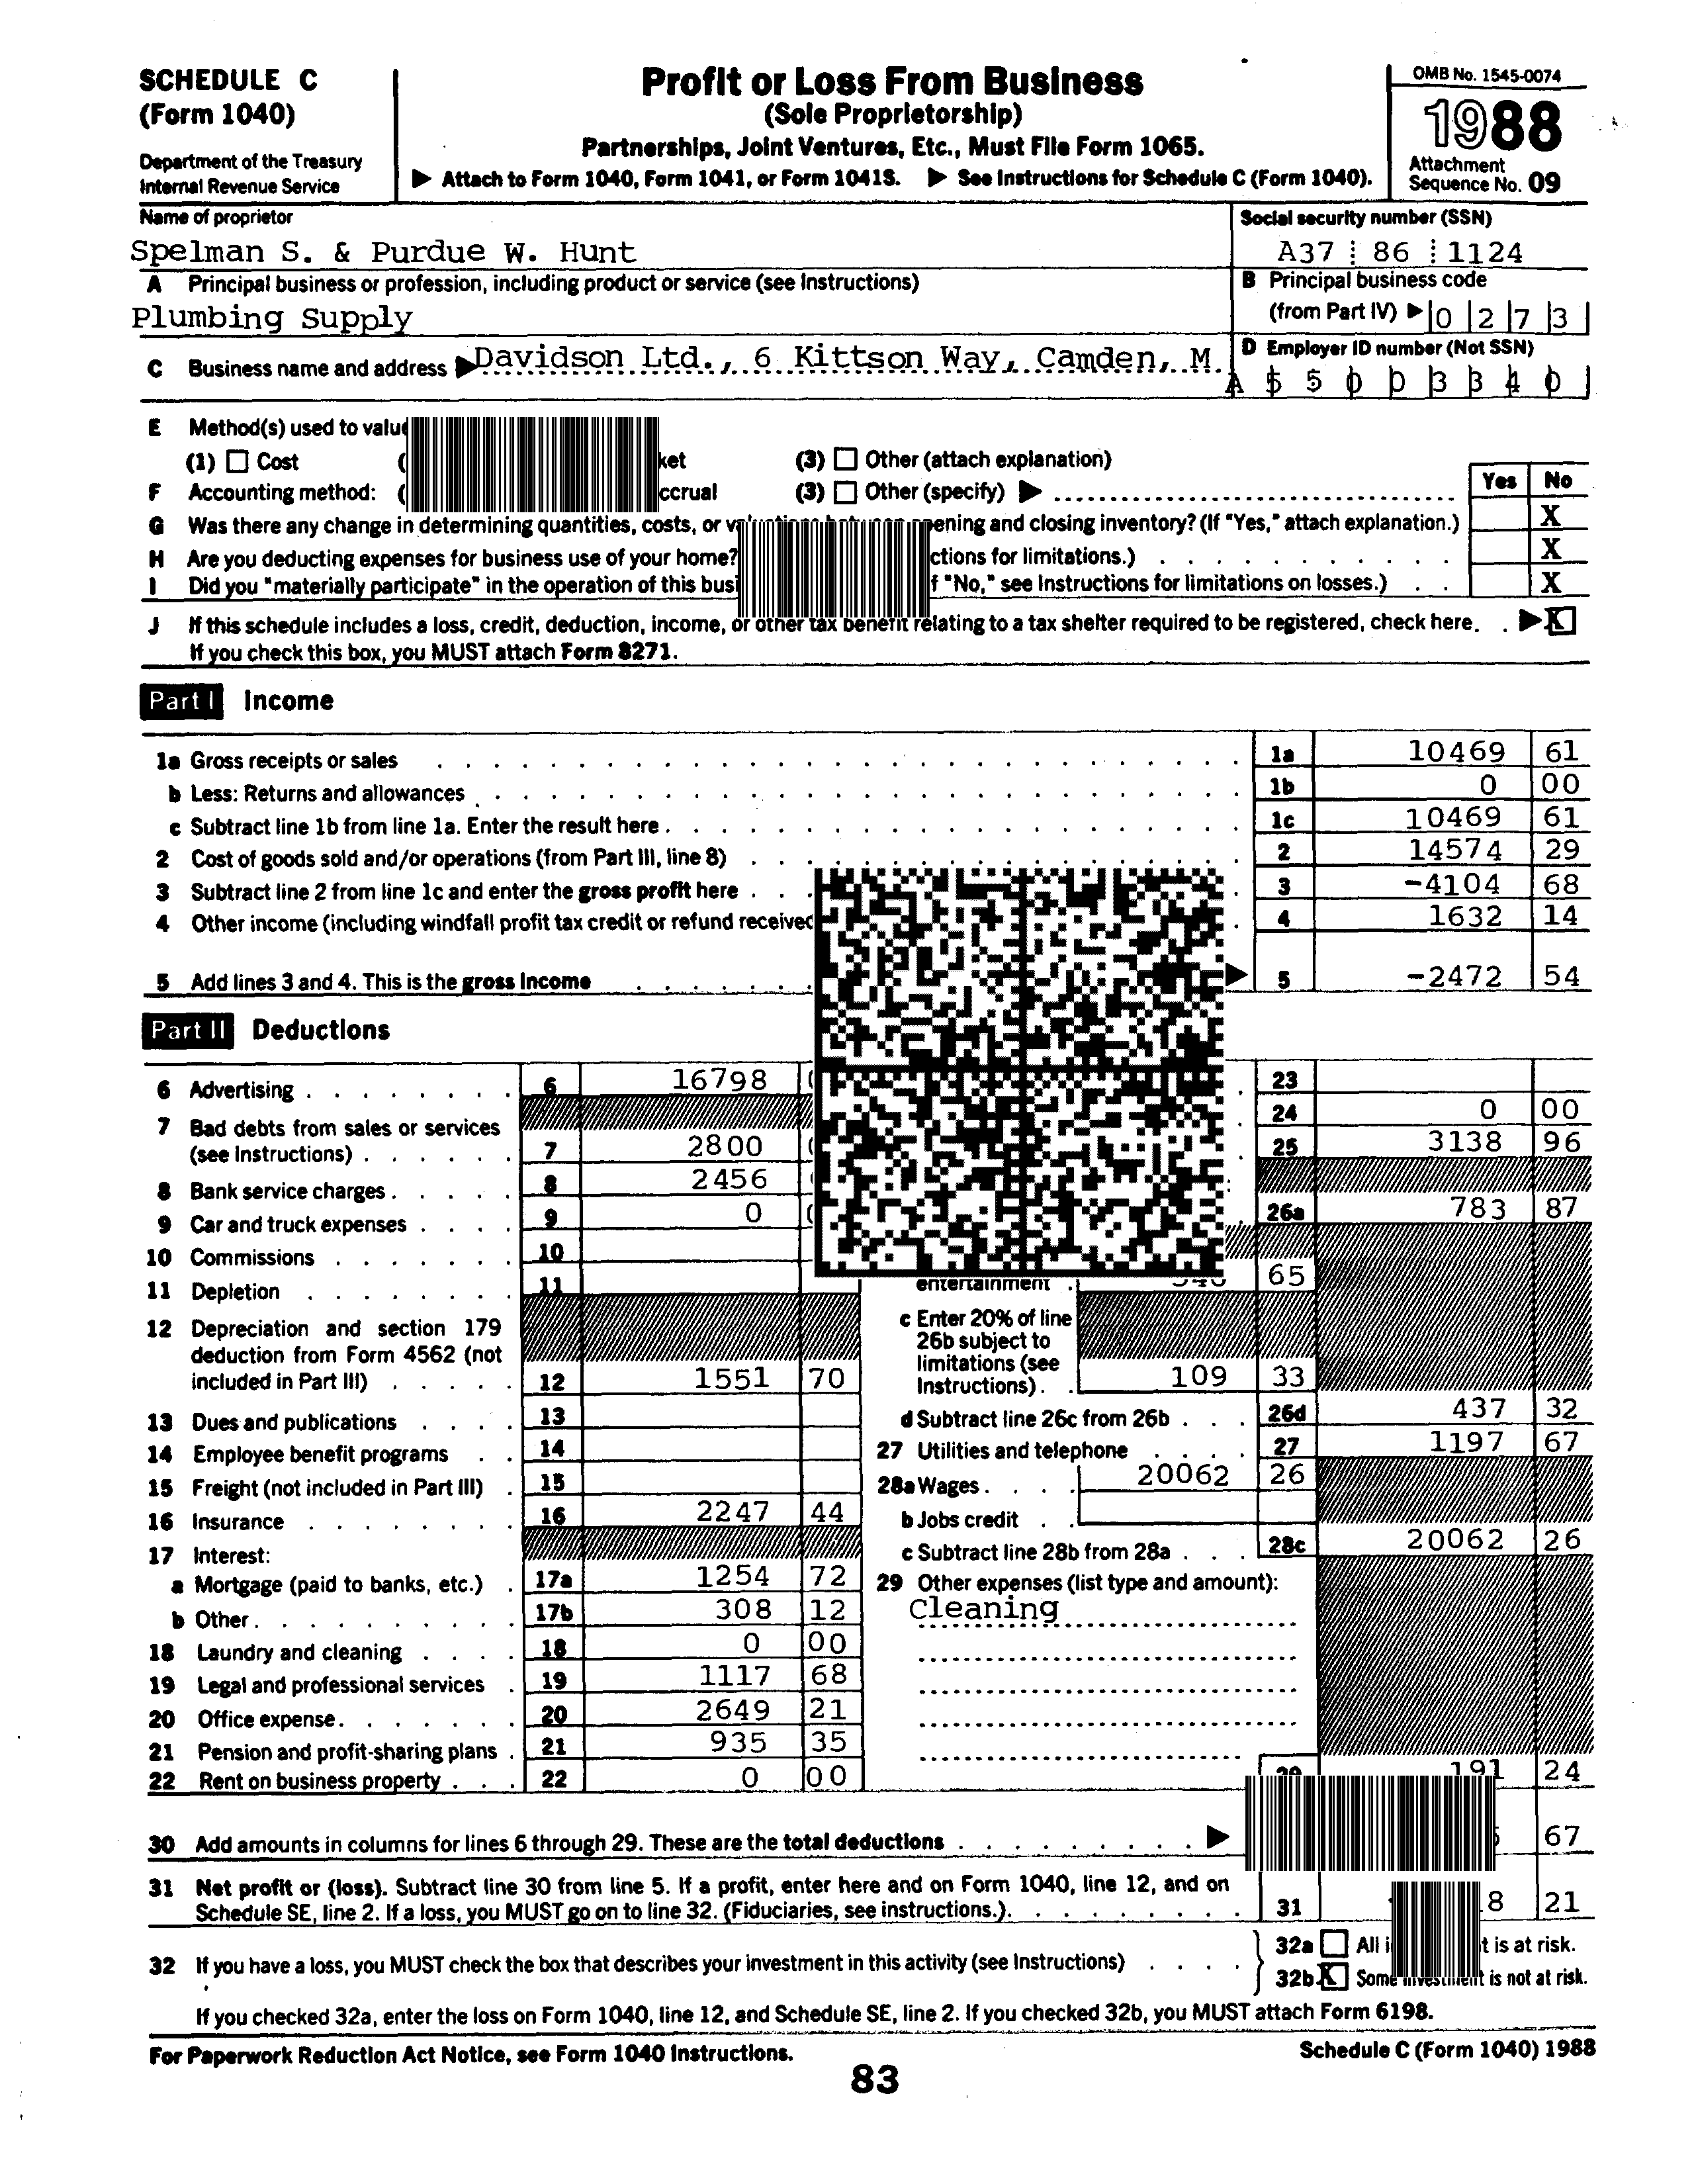 SCHEDULE C
(Form 1040)
Department of the Treasury
Internal Revenue Service
Profit or Loss From Business
(Sole Proprietorship)
Partnerships, Joint Ventures, Etc., Must File Form 1065.
▶ Attach to Form 1040, Form 1041, or Form 1041S. ▶ See Instructions for Schedule C (Form 1040).
OMB No. 1545-0074
1988
Attachment
Sequence No. 09
Name of proprietor
Spelman S. & Purdue W. Hunt
Social security number (SSN)
A37 86 1124
A Principal business or profession, including product or service (see Instructions)
Plumbing Supply
B Principal business code
(from Part IV) ▶ 0 2 7 3
C Business name and address ▶ Davidson Ltd., 6 Kittson Way, Camden, M
D Employer ID number (Not SSN)
A 5 5 0 0 3 3 4 0
E Method(s) used to
(1) Cost (3) Other (attach explanation)
F Accounting method: (3) Other (specify) ▶
Yes No
G Was there any change in determining quantities, costs, or opening and closing inventory? (If "Yes," attach explanation.) X
H Are you deducting expenses for business use of your home? for limitations.) X
I Did you "materially participate" in the operation of this "No," see Instructions for limitations on losses.) X
J If this schedule includes a loss, credit, deduction, income, or other tax benefit relating to a tax shelter required to be registered, check here. ▶ X
If you check this box, you MUST attach Form 8271.
Part I Income
1a Gross receipts or sales 1a 10469 61
b Less: Returns and allowances 1b 0 00
c Subtract line 1b from line 1a. Enter the result here 1c 10469 61
2 Cost of goods sold and/or operations (from Part III, line 8) 2 14574 29
3 Subtract line 2 from line 1c and enter the gross profit here 3 -4104 68
4 Other income (including windfall profit tax credit or refund received 4 1632 14
5 Add lines 3 and 4. This is the gross income ▶ 5 -2472 54
Part II Deductions
6 Advertising 6 16798
7 Bad debts from sales or services
(see Instructions) 7 2800
8 Bank service charges 8 2456
9 Car and truck expenses 9 0
10 Commissions 10
11 Depletion 11
12 Depreciation and section 179
deduction from Form 4562 (not
included in Part III) 12 1551 70
13 Dues and publications 13
14 Employee benefit programs 14
15 Freight (not included in Part III) 15
16 Insurance 16 2247 44
17 Interest:
a Mortgage (paid to banks, etc.) 17a 1254 72
b Other 17b 308 12
18 Laundry and cleaning 18 0 00
19 Legal and professional services 19 1117 68
20 Office expense 20 2649 21
21 Pension and profit-sharing plans 21 935 35
22 Rent on business property 22 0 00
23
24 0 00
25 3138 96
26a 783 87
entertainment 65
c Enter 20% of line
26b subject to
limitations (see
Instructions) 109 33
d Subtract line 26c from 26b 26d 437 32
27 Utilities and telephone 27 1197 67
28a Wages 20062 26
b Jobs credit
c Subtract line 28b from 28a 28c 20062 26
29 Other expenses (list type and amount):
Cleaning
191 24
30 Add amounts in columns for lines 6 through 29. These are the total deductions ▶ 67
31 Net profit or (loss). Subtract line 30 from line 5. If a profit, enter here and on Form 1040, line 12, and on
Schedule SE, line 2. If a loss, you MUST go on to line 32. (Fiduciaries, see instructions.) 31 8 21
32 If you have a loss, you MUST check the box that describes your investment in this activity (see Instructions)
32a All is at risk.
32b X Some investment is not at risk.
If you checked 32a, enter the loss on Form 1040, line 12, and Schedule SE, line 2. If you checked 32b, you MUST attach Form 6198.
For Paperwork Reduction Act Notice, see Form 1040 Instructions.
Schedule C (Form 1040) 1988
83